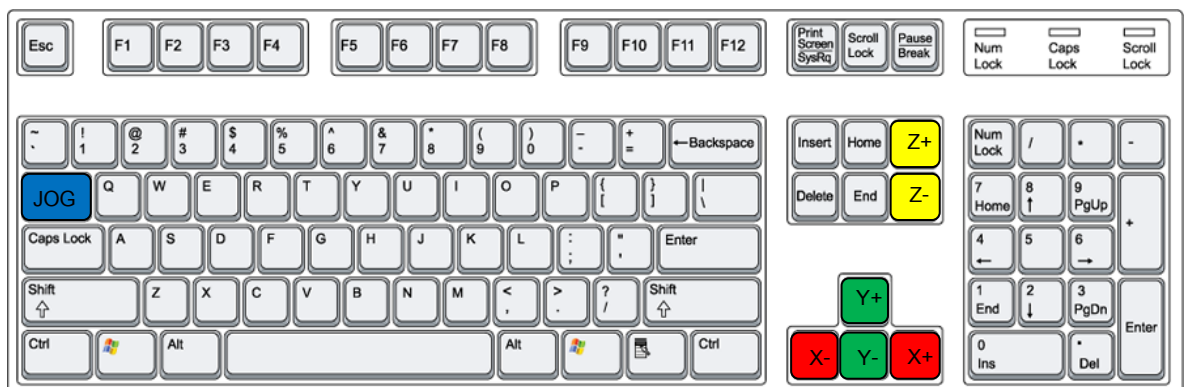 Esc F1 F2 F3 F4 F5 F6 F7 F8 F9 F10 F11 F12
Print Screen SysRq
Scroll Lock
Pause Break
Num Lock
Caps Lock
Scroll Lock
~ `
! 1
@ 2
# 3
$ 4
% 5
^ 6
& 7
* 8
( 9
) 0
– -
+ =
←Backspace
Insert Home Z+
Num Lock
/ * -
JOG Q W E R T Y U I O P
{ [
} ]
| \
Delete End Z-
7 Home
8 ↑
9 PgUp
+
Caps Lock A S D F G H J K L
: ;
" '
Enter
4 ←
5
6 →
Shift ⇧
Z X C V B N M
< ,
> .
? /
Shift ⇧
Y+
1 End
2 ↓
3 PgDn
Enter
Ctrl Alt Alt Ctrl
X- Y- X+
0 Ins
. Del